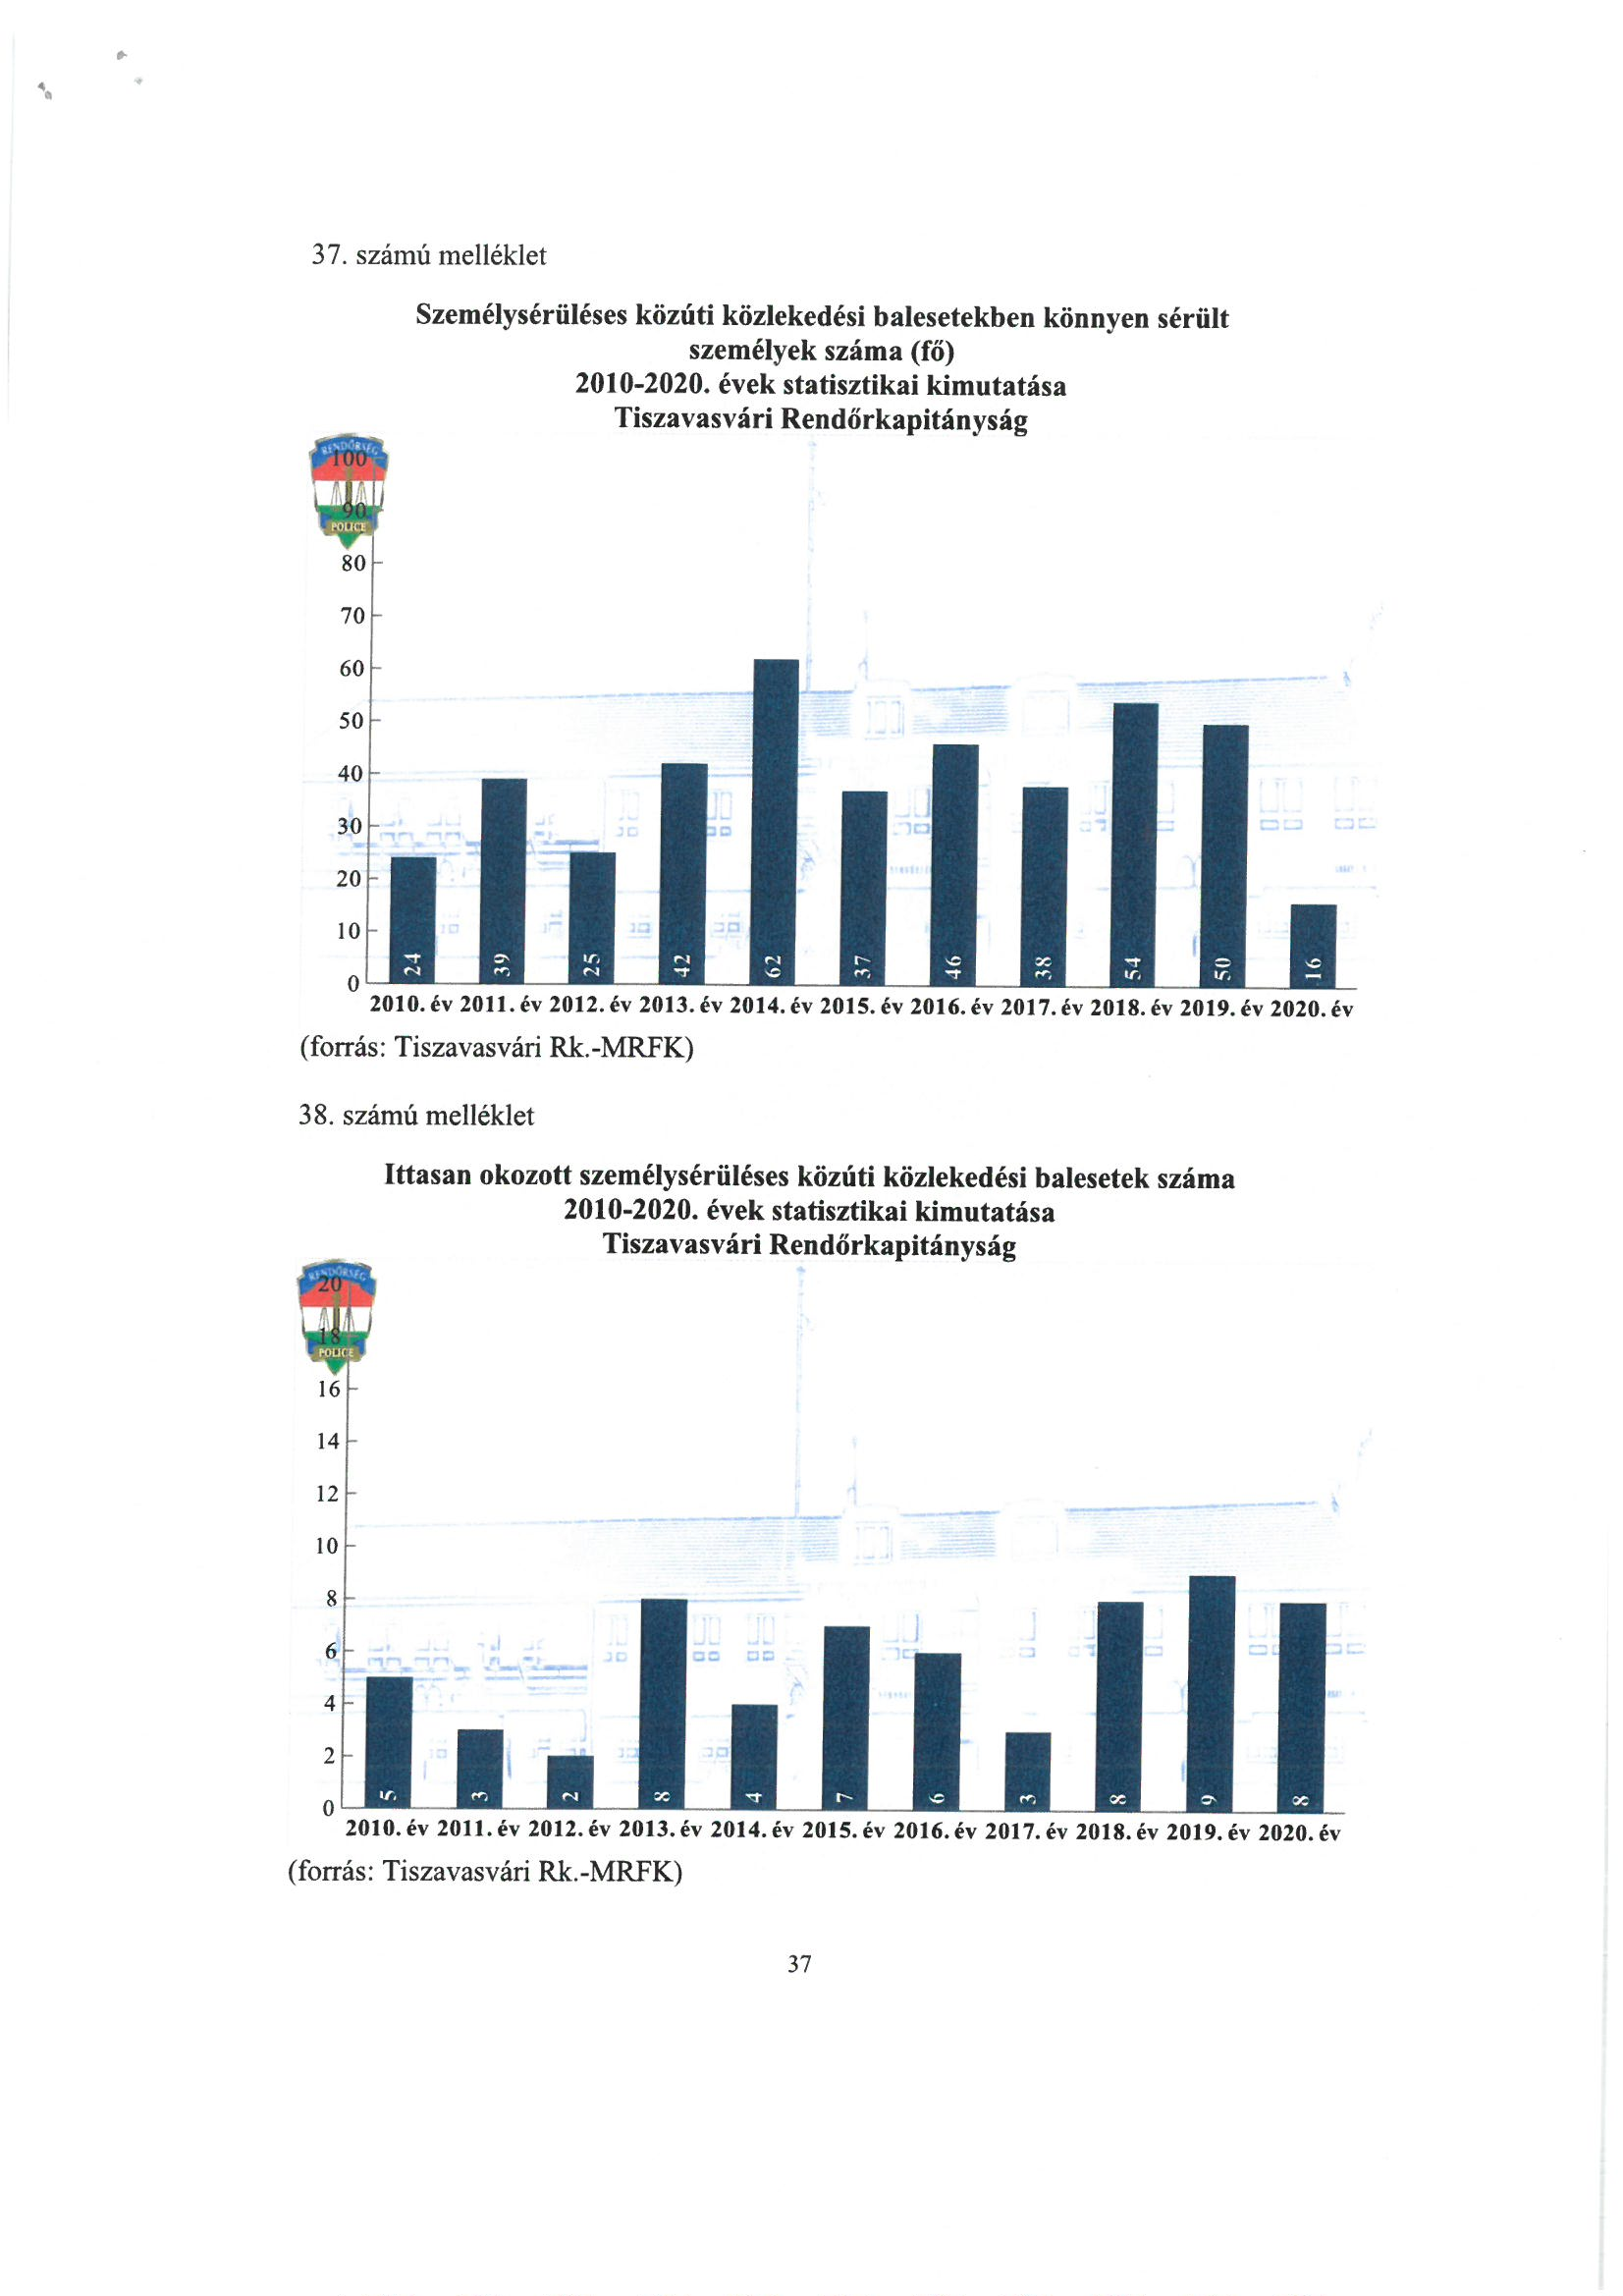 37. számú melléklet
Személysérüléses közúti közlekedési balesetekben könnyen sérült
személyek száma (fő)
2010-2020. évek statisztikai kimutatása
Tiszavasvári Rendőrkapitányság
RENDŐRSÉG
100
90
POLICE
80
70
60
50
40
30
20
10
0
24 39 25 42 62 37 46 38 54 50 16
2010. év 2011. év 2012. év 2013. év 2014. év 2015. év 2016. év 2017. év 2018. év 2019. év 2020. év
(forrás: Tiszavasvári Rk.-MRFK)
38. számú melléklet
Ittasan okozott személysérüléses közúti közlekedési balesetek száma
2010-2020. évek statisztikai kimutatása
Tiszavasvári Rendőrkapitányság
RENDŐRSÉG
20
18
POLICE
16
14
12
10
8
6
4
2
0
5 3 2 8 4 7 6 3 8 9 8
2010. év 2011. év 2012. év 2013. év 2014. év 2015. év 2016. év 2017. év 2018. év 2019. év 2020. év
(forrás: Tiszavasvári Rk.-MRFK)
37